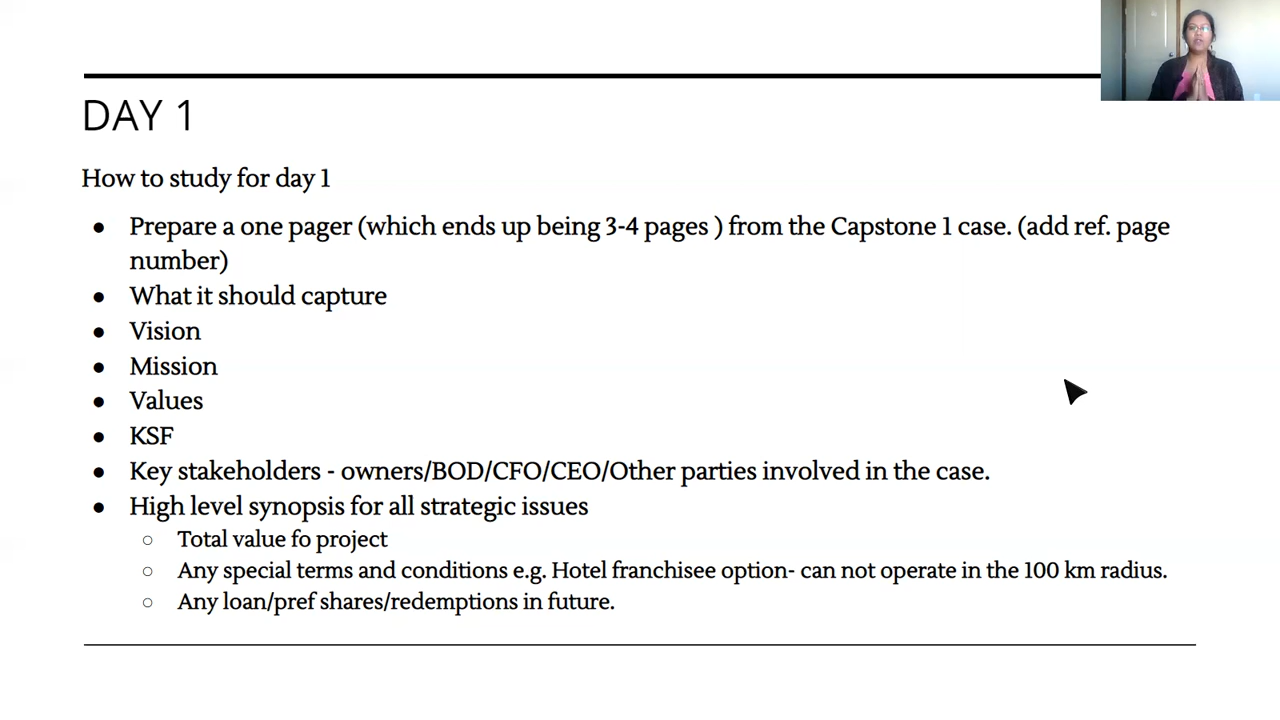 DAY 1
How to study for day 1
● Prepare a one pager (which ends up being 3-4 pages ) from the Capstone 1 case. (add ref. page
number)
● What it should capture
● Vision
● Mission
● Values
● KSF
● Key stakeholders - owners/BOD/CFO/CEO/Other parties involved in the case.
● High level synopsis for all strategic issues
○ Total value fo project
○ Any special terms and conditions e.g. Hotel franchisee option- can not operate in the 100 km radius.
○ Any loan/pref shares/redemptions in future.